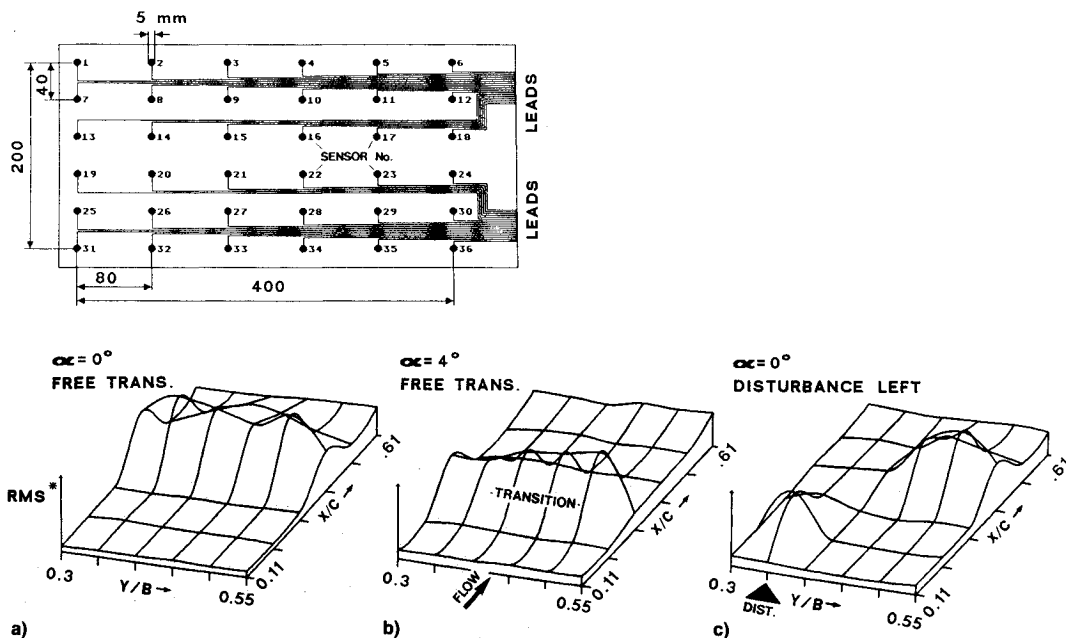 5 mm
1 2 3 4 5 6
40
7 8 9 10 11 12
LEADS
13 14 15 16 17 18
200
SENSOR No.
19 20 21 22 23 24
25 26 27 28 29 30
LEADS
31 32 33 34 35 36
80
400
α = 0°
FREE TRANS.
RMS *
0.3
Y/B →
0.55
0.11
X/C →
.61
a)
α = 4°
FREE TRANS.
· TRANSITION ·
0.3
FLOW
0.55
0.11
X/C →
.61
b)
α = 0°
DISTURBANCE LEFT
0.3
DIST.
Y/B →
0.55
0.11
X/C →
.61
c)